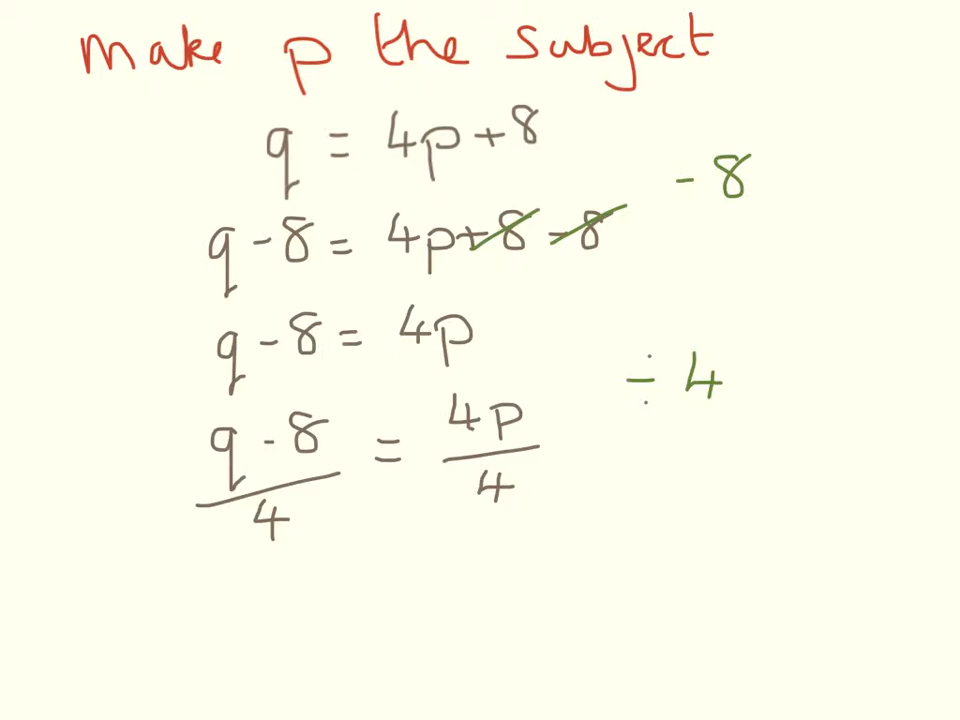 make p the subject
q = 4p+8
- 8
q - 8 = 4p+8 - 8
q - 8 = 4p
÷ 4
q - 8 / 4 = 4p / 4